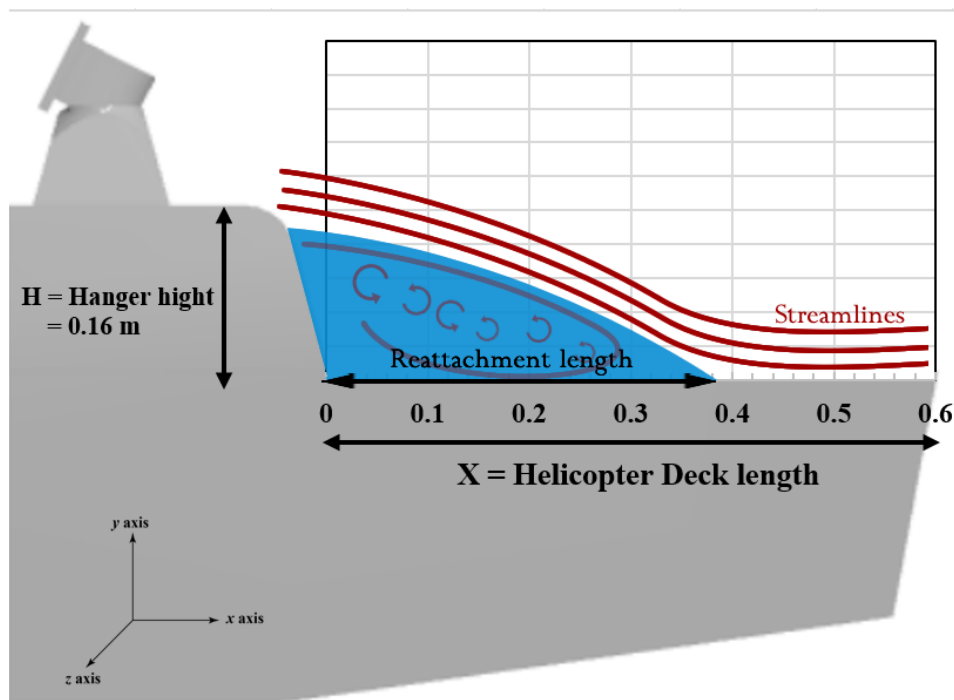 H = Hanger hight
= 0.16 m
Streamlines
Reattachment length
0 0.1 0.2 0.3 0.4 0.5 0.6
X = Helicopter Deck length
y axis
x axis
z axis